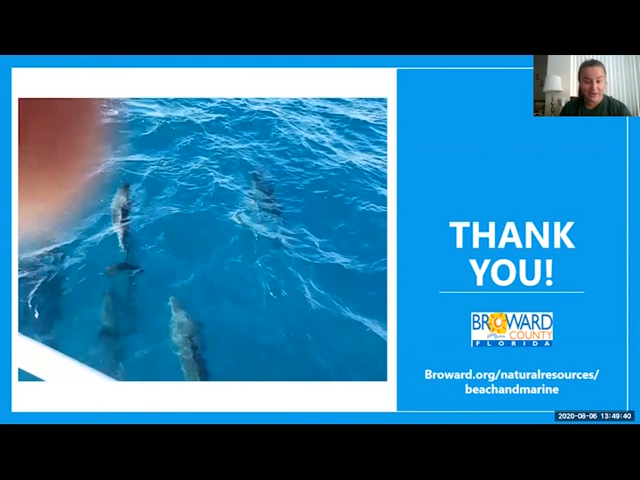 THANK
YOU!
BROWARD
COUNTY
FLORIDA
Broward.org/naturalresources/
beachandmarine
2020-08-06 13:49:40